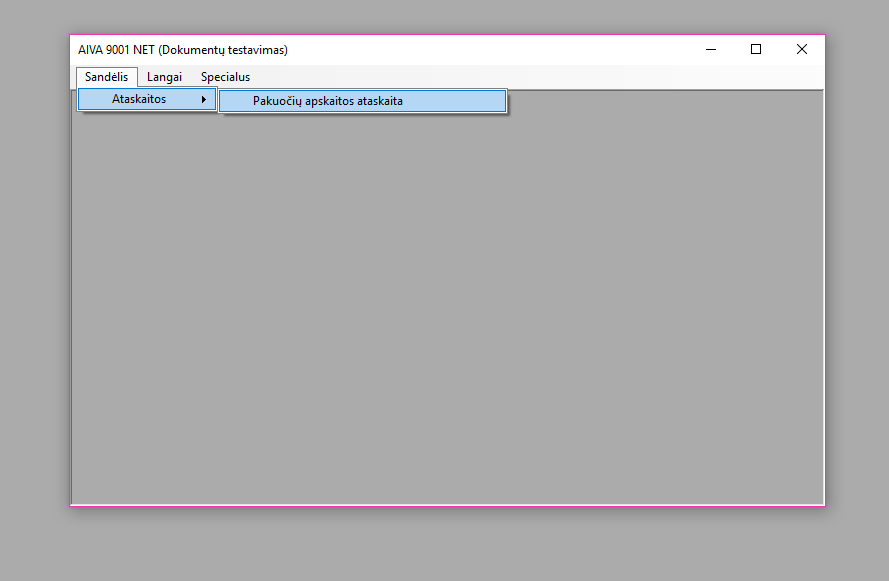 AIVA 9001 NET (Dokumentų testavimas)
Sandėlis Langai Specialus
Ataskaitos
Pakuočių apskaitos ataskaita